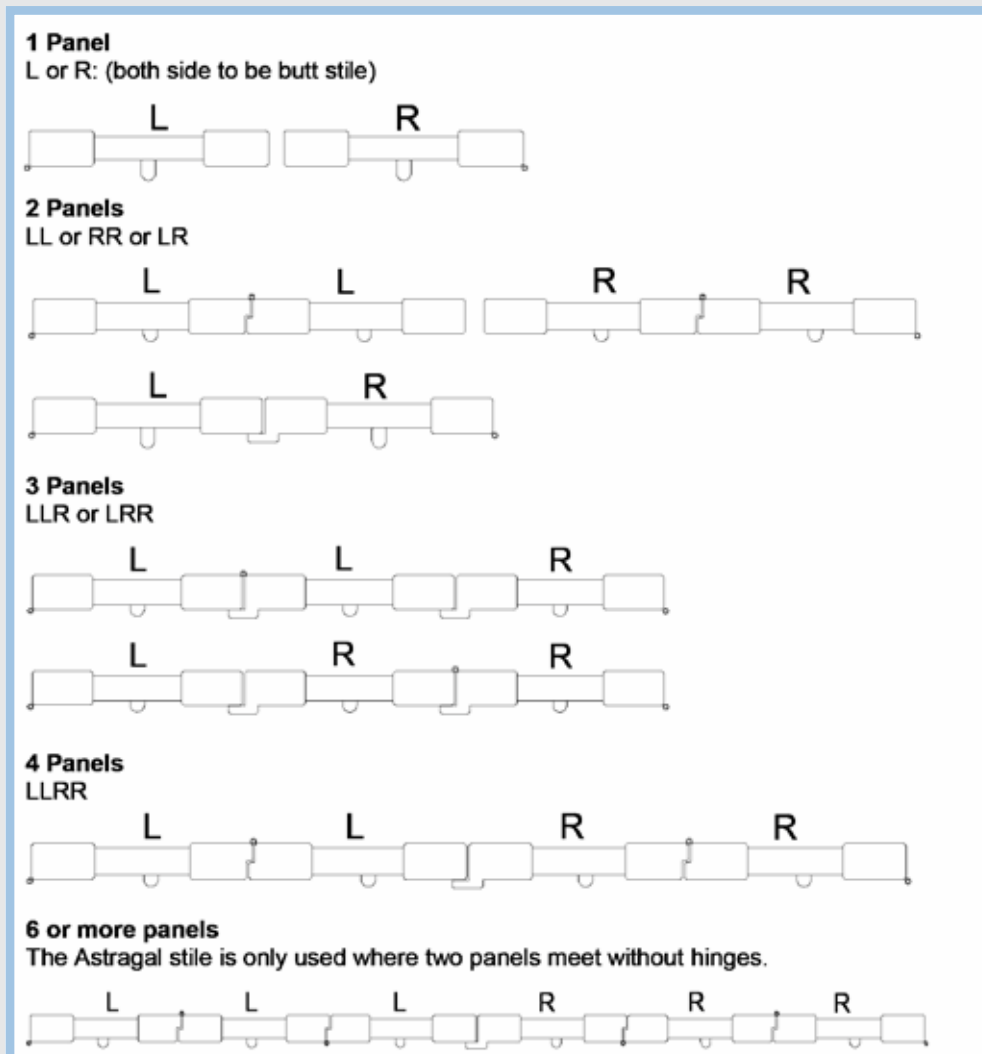 1 Panel
L or R: (both side to be butt stile)
L R
2 Panels
LL or RR or LR
L L R R
L R
3 Panels
LLR or LRR
L L R
L R R
4 Panels
LLRR
L L R R
6 or more panels
The Astragal stile is only used where two panels meet without hinges.
L L L R R R